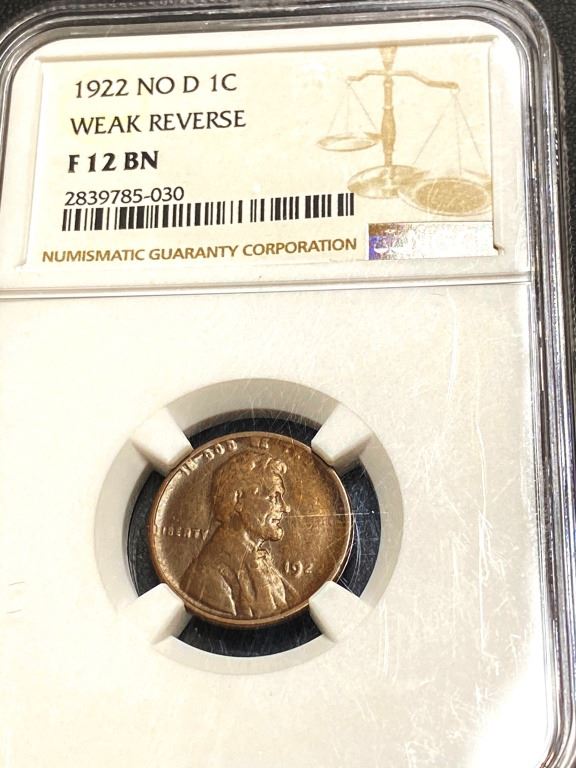 1922 NO D 1C
WEAK REVERSE
F 12 BN
2839785-030
NUMISMATIC GUARANTY CORPORATION
IN GOD WE
LIBERTY
192